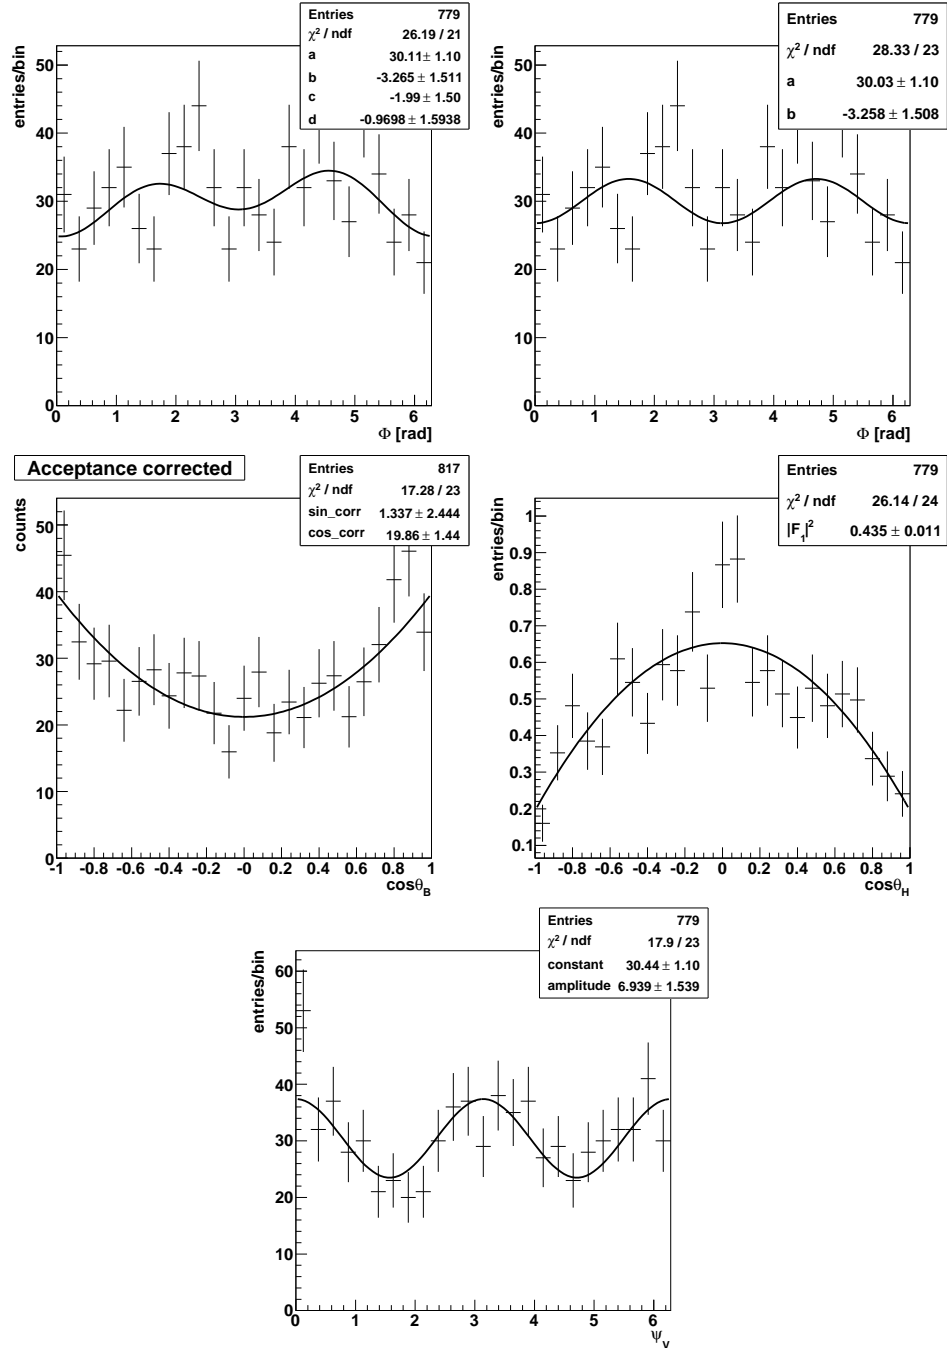 Entries 779
χ² / ndf 26.19 / 21
a 30.11 ± 1.10
b -3.265 ± 1.511
c -1.99 ± 1.50
d -0.9698 ± 1.5938
entries/bin
50
40
30
20
10
0
0 1 2 3 4 5 6
Φ [rad]
Entries 779
χ² / ndf 28.33 / 23
a 30.03 ± 1.10
b -3.258 ± 1.508
entries/bin
50
40
30
20
10
0
0 1 2 3 4 5 6
Φ [rad]
Acceptance corrected
Entries 817
χ² / ndf 17.28 / 23
sin_corr 1.337 ± 2.444
cos_corr 19.86 ± 1.44
counts
50
40
30
20
10
0
-1 -0.8 -0.6 -0.4 -0.2 0 0.2 0.4 0.6 0.8 1
cosθ_B
Entries 779
χ² / ndf 26.14 / 24
|F₁|² 0.435 ± 0.011
entries/bin
1
0.9
0.8
0.7
0.6
0.5
0.4
0.3
0.2
0.1
-1 -0.8 -0.6 -0.4 -0.2 0 0.2 0.4 0.6 0.8 1
cosθ_H
Entries 779
χ² / ndf 17.9 / 23
constant 30.44 ± 1.10
amplitude 6.939 ± 1.539
entries/bin
60
50
40
30
20
10
0
0 1 2 3 4 5 6
ψ_V